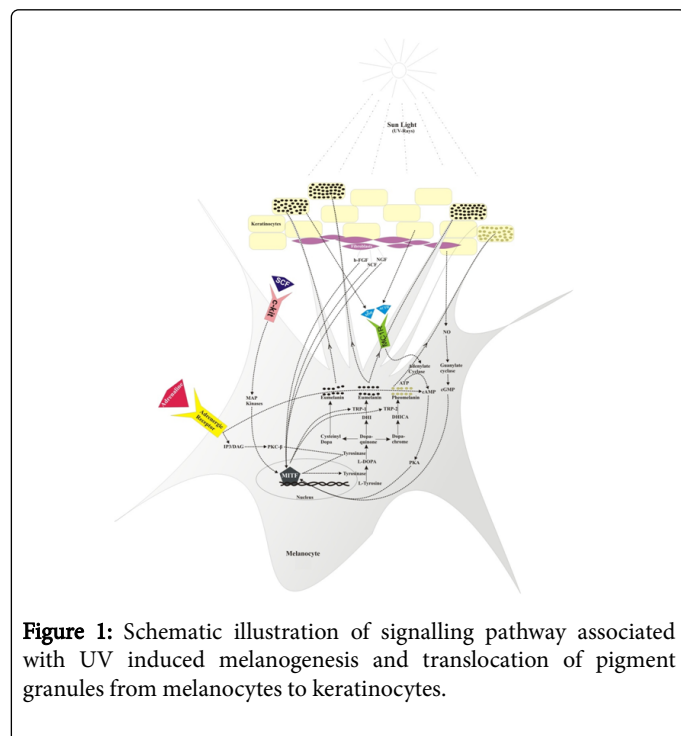 Sun Light
(UV-Rays)
Keratinocytes
b-FGF
NGF
SCF
SCF
c-kit
MC1R
NO
Adenylate
Cyclase
Guanylate
cyclase
ATP
cAMP
cGMP
Adrenaline
Adrenergic
Receptor
MAP
Kinases
Eumelanin
Eumelanin
Pheomelanin
TRP-1
TRP-2
DHI
DHICA
Cysteinyl
Dopa
Dopa-
quinone
Dopa-
chrome
IP3/DAG
PKC-β
Tyrosinase
L-DOPA
PKA
MITF
Tyrosinase
L-Tyrosine
Nucleus
Melanocyte
Figure 1: Schematic illustration of signalling pathway associated
with UV induced melanogenesis and translocation of pigment
granules from melanocytes to keratinocytes.